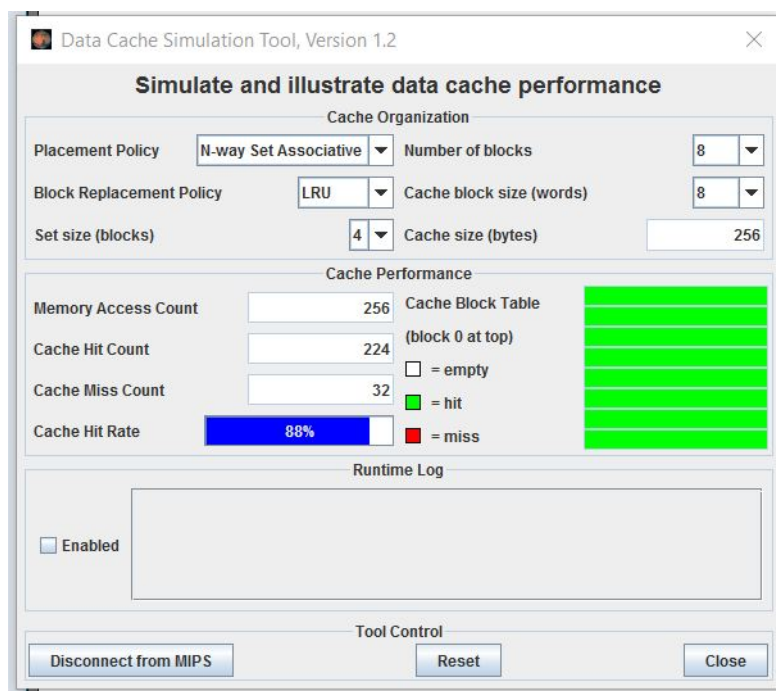 Data Cache Simulation Tool, Version 1.2
Simulate and illustrate data cache performance
Cache Organization
Placement Policy N-way Set Associative Number of blocks 8
Block Replacement Policy LRU Cache block size (words) 8
Set size (blocks) 4 Cache size (bytes) 256
Cache Performance
Memory Access Count 256 Cache Block Table
(block 0 at top)
Cache Hit Count 224
= empty
Cache Miss Count 32
= hit
Cache Hit Rate 88% = miss
Runtime Log
Enabled
Tool Control
Disconnect from MIPS Reset Close